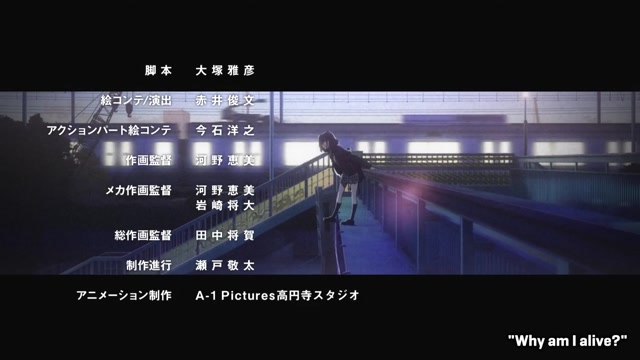 脚本 大塚雅彦
絵コンテ/演出 赤井俊文
アクションパート絵コンテ 今石洋之
作画監督 河野恵美
メカ作画監督 河野恵美
岩崎将大
総作画監督 田中将賀
制作進行 瀬戸敬太
アニメーション制作 A-1 Pictures高円寺スタジオ
"Why am I alive?"